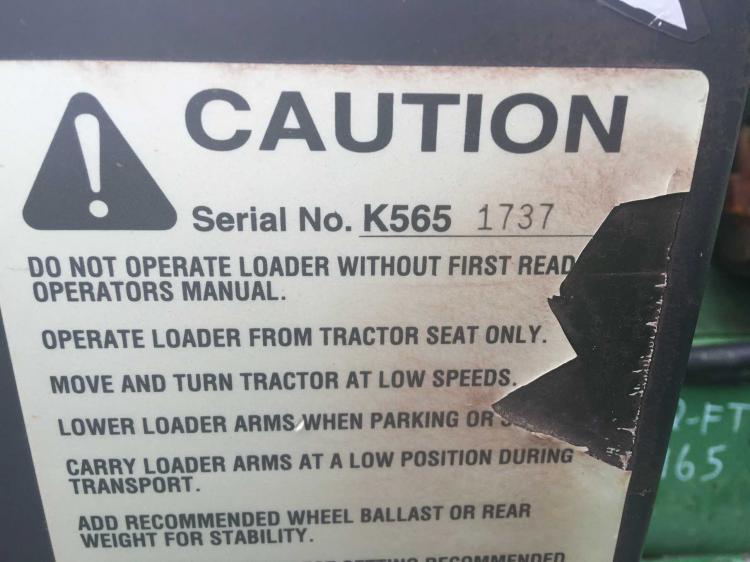 CAUTION
Serial No. K565 1737
DO NOT OPERATE LOADER WITHOUT FIRST READ
OPERATORS MANUAL.
OPERATE LOADER FROM TRACTOR SEAT ONLY.
MOVE AND TURN TRACTOR AT LOW SPEEDS.
LOWER LOADER ARMS WHEN PARKING OR
CARRY LOADER ARMS AT A LOW POSITION DURING
TRANSPORT.
ADD RECOMMENDED WHEEL BALLAST OR REAR
WEIGHT FOR STABILITY.
RECOMMENDED
-FT
165